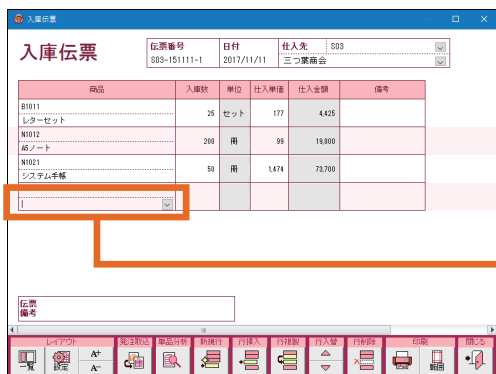 入庫伝票
入庫伝票
伝票番号 日付 仕入先 S03
S03-151111-1 2017/11/11 三つ葉商会
商品 入庫数 単位 仕入単価 仕入金額 備考
B1011
レターセット 25 セット 177 4,425
N1012
A5ノート 200 冊 99 19,800
N1021
システム手帳 50 冊 1,474 73,700
伝票
備考
レイアウト 発注取込 単品分析 新規行 行挿入 行複製 行入替 行削除 印刷 閉じる
一覧 設定 A+ A- 範囲